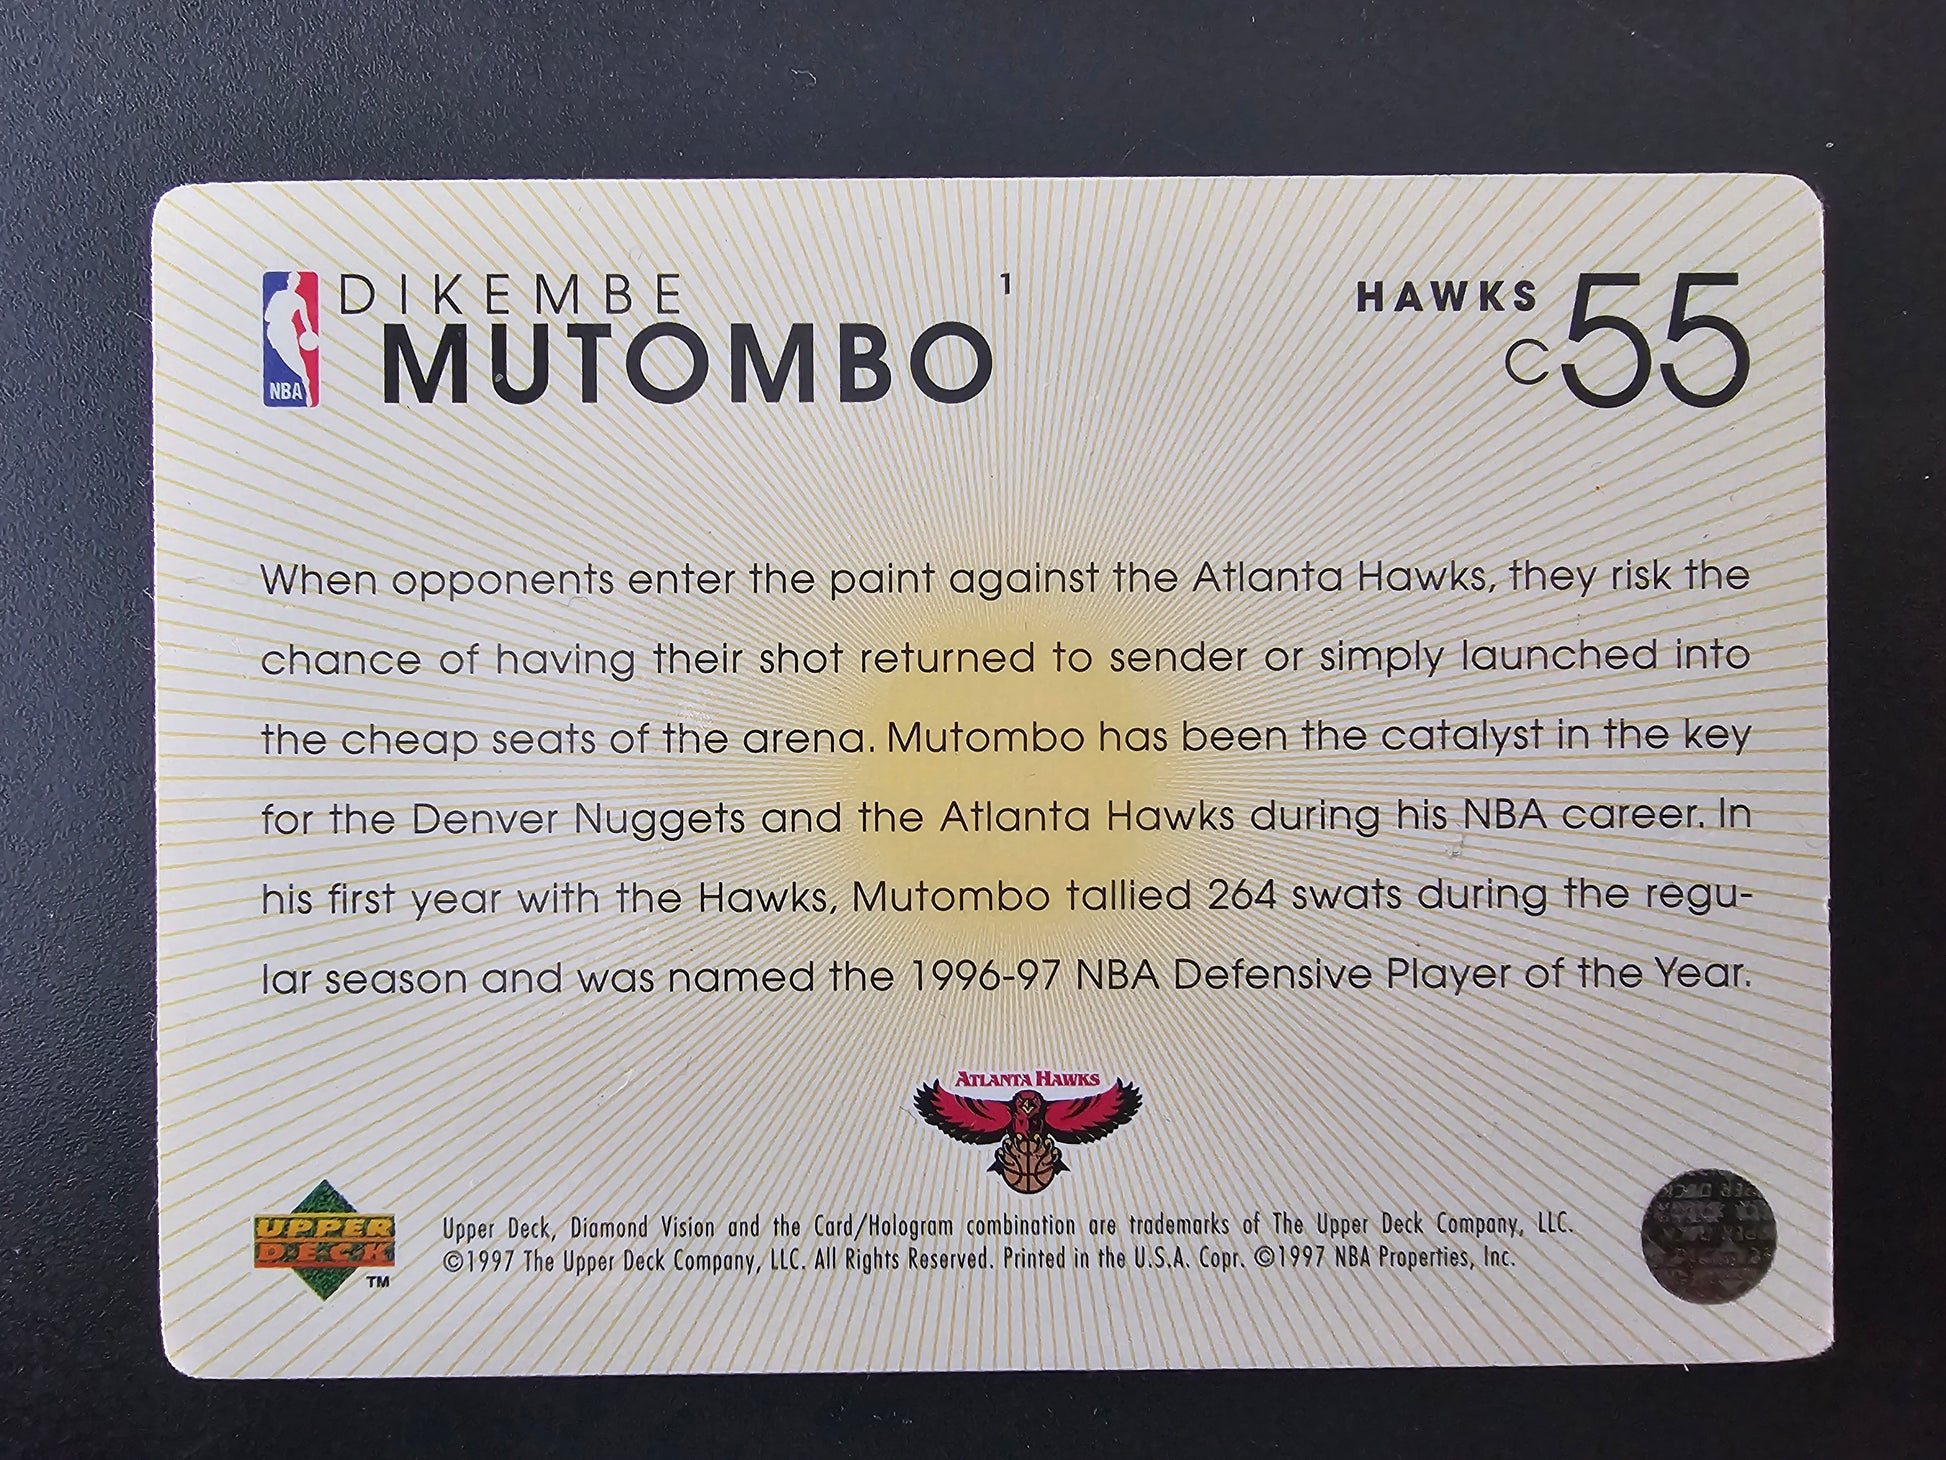 DIKEMBE
MUTOMBO
1
HAWKS
C 55
NBA
When opponents enter the paint against the Atlanta Hawks, they risk the
chance of having their shot returned to sender or simply launched into
the cheap seats of the arena. Mutombo has been the catalyst in the key
for the Denver Nuggets and the Atlanta Hawks during his NBA career. In
his first year with the Hawks, Mutombo tallied 264 swats during the regu-
lar season and was named the 1996-97 NBA Defensive Player of the Year.
ATLANTA HAWKS
UPPER
DECK
TM
Upper Deck, Diamond Vision and the Card/Hologram combination are trademarks of The Upper Deck Company, LLC.
©1997 The Upper Deck Company, LLC. All Rights Reserved. Printed in the U.S.A. Copr. ©1997 NBA Properties, Inc.